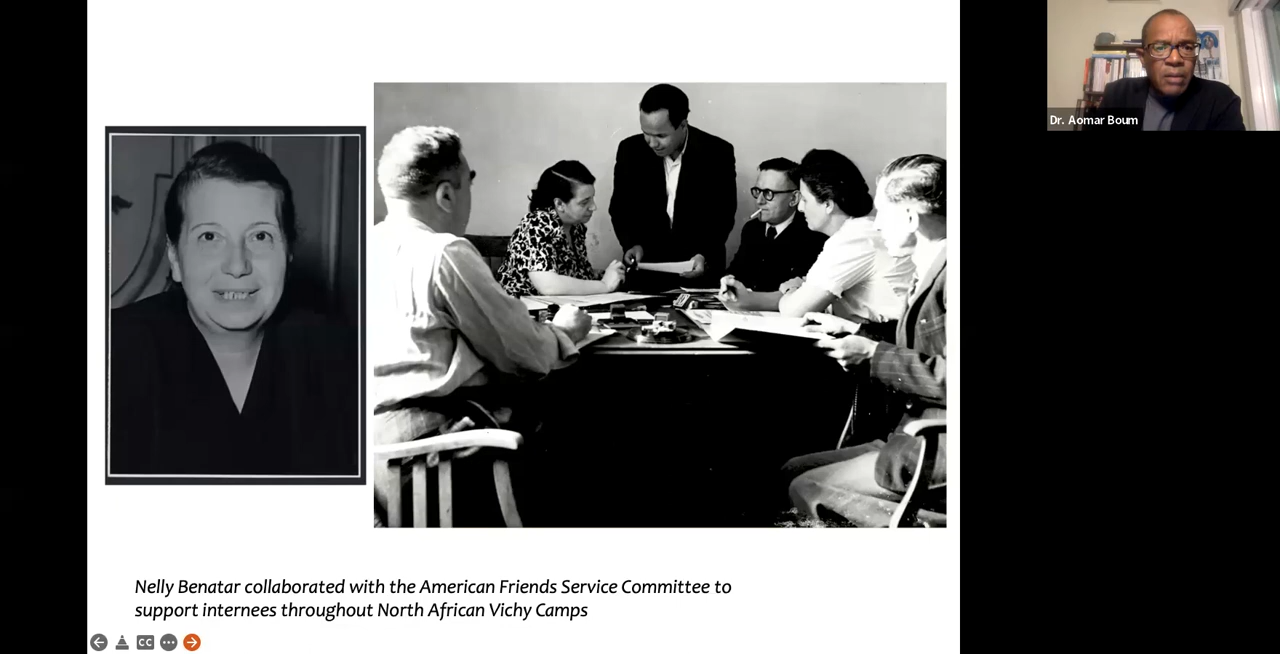 Dr. Aomar Boum
Nelly Benatar collaborated with the American Friends Service Committee to
support internees throughout North African Vichy Camps
CC